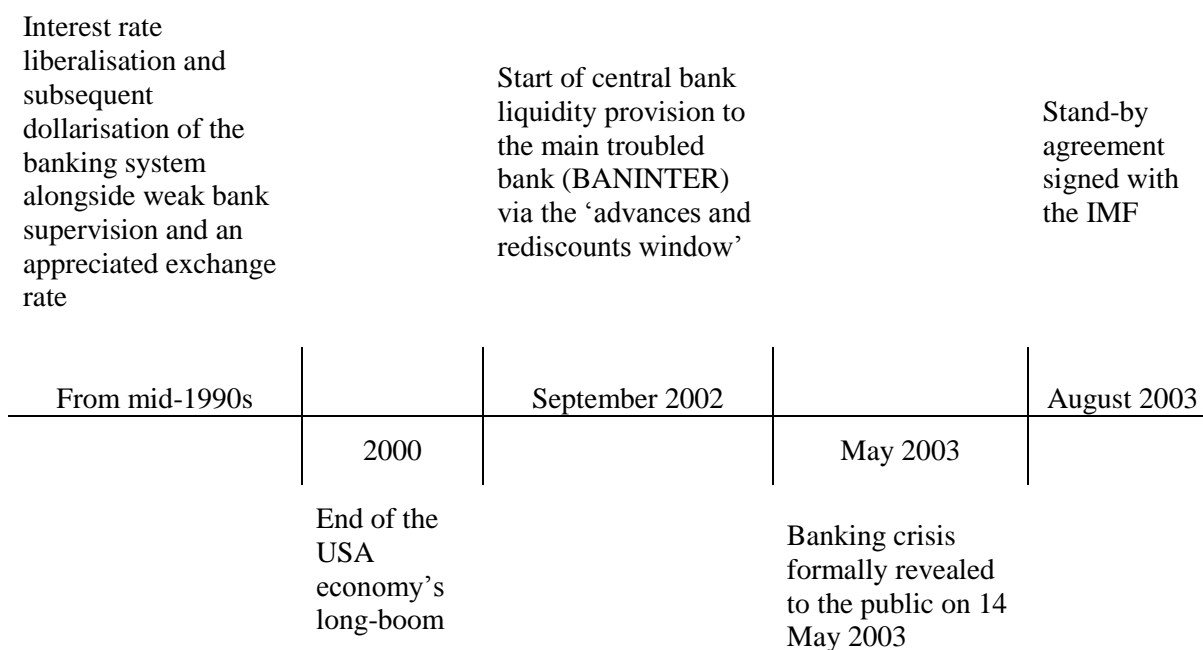 Interest rate
liberalisation and
subsequent
dollarisation of the
banking system
alongside weak bank
supervision and an
appreciated exchange
rate
Start of central bank
liquidity provision to
the main troubled
bank (BANINTER)
via the ‘advances and
rediscounts window’
Stand-by
agreement
signed with
the IMF
From mid-1990s
September 2002
August 2003
2000
May 2003
End of the
USA
economy’s
long-boom
Banking crisis
formally revealed
to the public on 14
May 2003